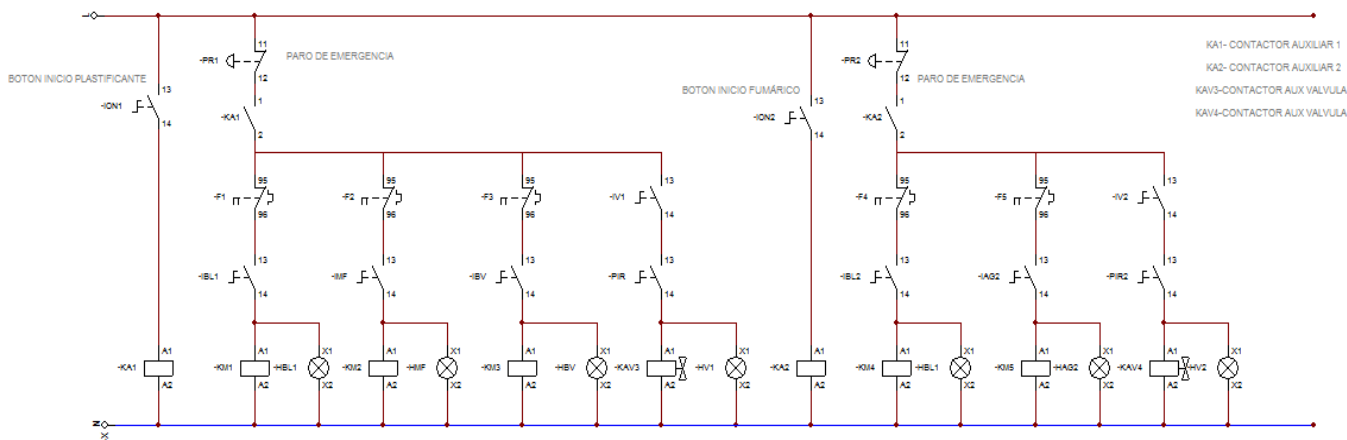 11
-PR1
12
PARO DE EMERGENCIA
BOTON INICIO PLASTIFICANTE
13
-ION1
14
1
-KA1
2
95
-F1
96
95
-F2
96
95
-F3
96
13
-IV1
14
13
-IBL1
14
13
-IMF
14
13
-IBV
14
13
-PIR
14
A1
-KA1
A2
A1
-KM1
A2
X1
-HBL1
X2
A1
-KM2
A2
X1
-HMF
X2
A1
-KM3
A2
X1
-HBV
X2
A1
-KAV3
A2
X1
-HV1
X2
11
-PR2
12
PARO DE EMERGENCIA
BOTON INICIO FUMÁRICO
13
-ION2
14
1
-KA2
2
95
-F4
96
95
-F5
96
13
-IV2
14
13
-IBL2
14
13
-IAG2
14
13
-PIR2
14
A1
-KA2
A2
A1
-KM4
A2
X1
-HBL1
X2
A1
-KM5
A2
X1
-HAG2
X2
A1
-KAV4
A2
X1
-HV2
X2
KA1- CONTACTOR AUXILIAR 1
KA2- CONTACTOR AUXILIAR 2
KAV3-CONTACTOR AUX VALVULA
KAV4-CONTACTOR AUX VALVULA
N